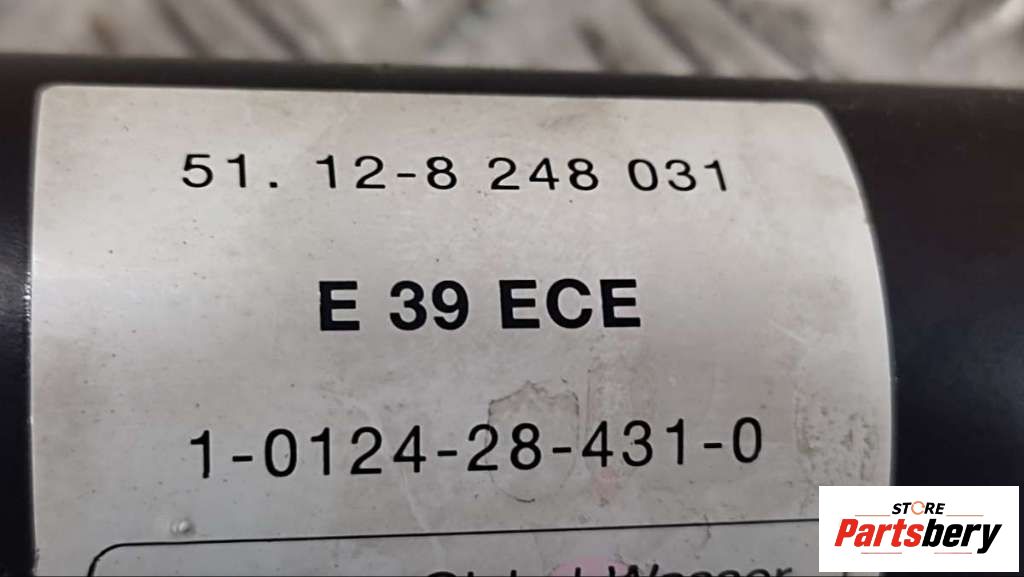 51. 12-8 248 031
E 39 ECE
1-0124-28-431-0
STORE
Partsbery